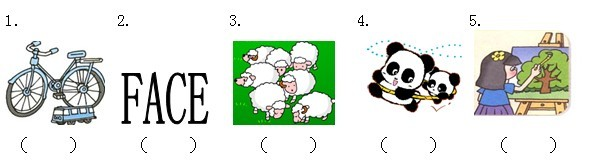 1. 2. 3. 4. 5.
FACE
( ) ( ) ( ) ( ) ( )